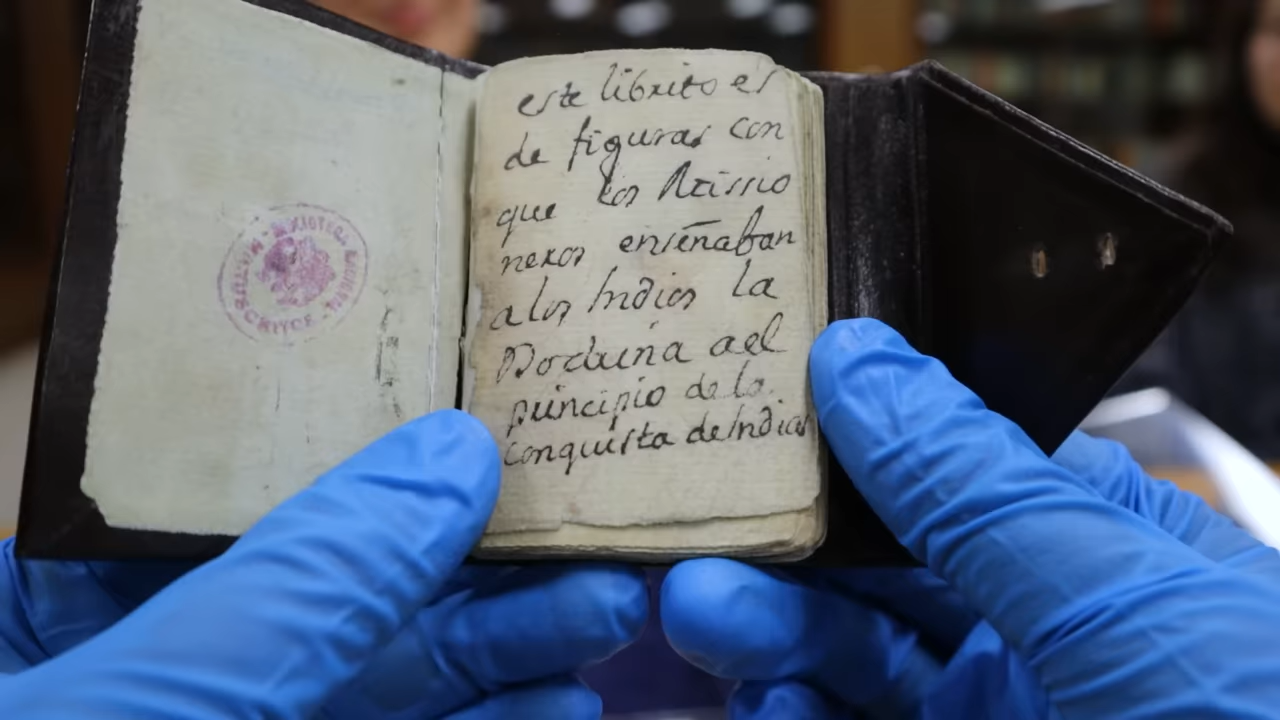 este librito es
de figuras con
que los Missio
neros enseñaban
a los Indios la
Doctrina a el
principio de la
Conquista de Indias